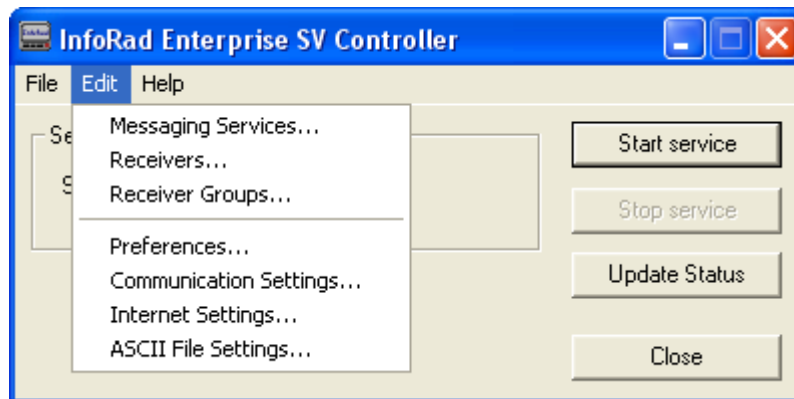 InfoRad Enterprise SV Controller
File Edit Help
Messaging Services...
Receivers...
Receiver Groups...
Preferences...
Communication Settings...
Internet Settings...
ASCII File Settings...
Start service
Stop service
Update Status
Close